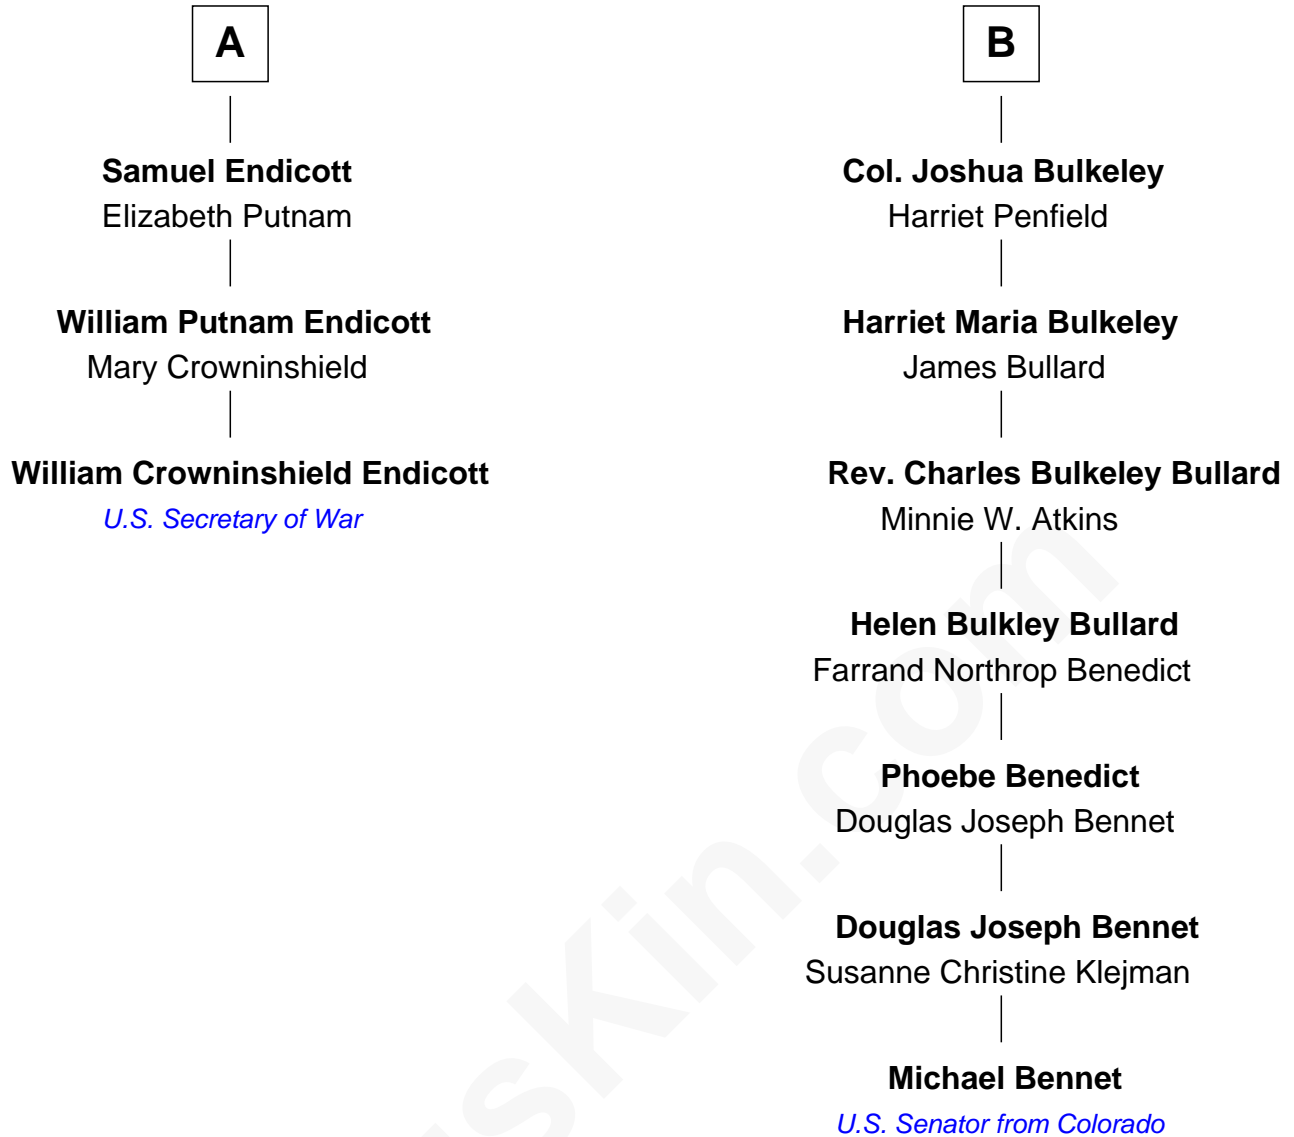 A
Samuel Endicott
Elizabeth Putnam
William Putnam Endicott
Mary Crowninshield
William Crowninshield Endicott
U.S. Secretary of War
B
Col. Joshua Bulkeley
Harriet Penfield
Harriet Maria Bulkeley
James Bullard
Rev. Charles Bulkeley Bullard
Minnie W. Atkins
Helen Bulkley Bullard
Farrand Northrop Benedict
Phoebe Benedict
Douglas Joseph Bennet
Douglas Joseph Bennet
Susanne Christine Klejman
Michael Bennet
U.S. Senator from Colorado
sKin.com